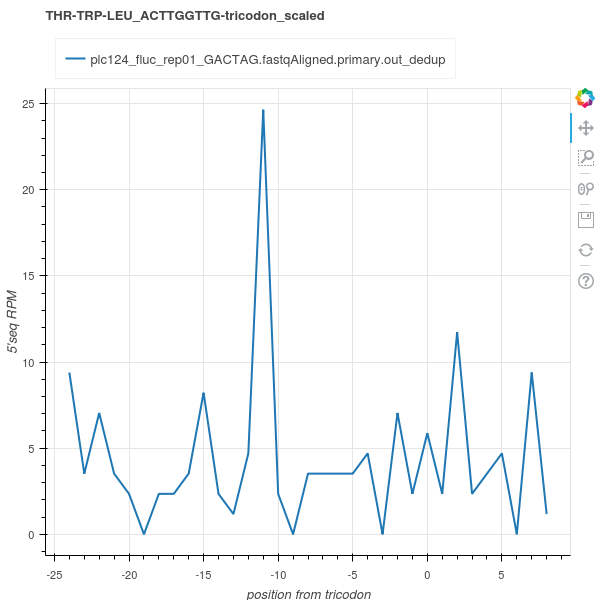 THR-TRP-LEU_ACTTGGTTG-tricodon_scaled
plc124_fluc_rep01_GACTAG.fastqAligned.primary.out_dedup
25
20
15
10
5
0
5'seq RPM
-25 -20 -15 -10 -5 0 5
position from tricodon